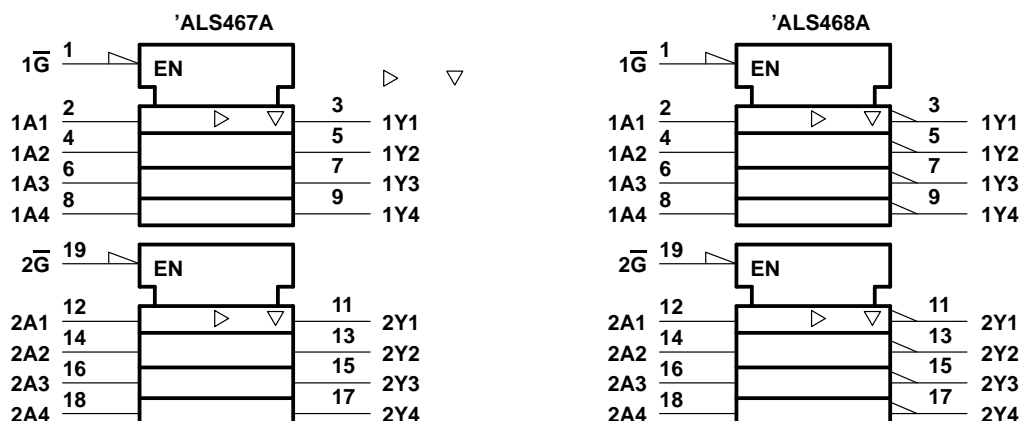 'ALS467A
1G̅ 1 EN
1A1 2 3 1Y1
1A2 4 5 1Y2
1A3 6 7 1Y3
1A4 8 9 1Y4
2G̅ 19 EN
2A1 12 11 2Y1
2A2 14 13 2Y2
2A3 16 15 2Y3
2A4 18 17 2Y4
'ALS468A
1G̅ 1 EN
1A1 2 3 1Y1
1A2 4 5 1Y2
1A3 6 7 1Y3
1A4 8 9 1Y4
2G̅ 19 EN
2A1 12 11 2Y1
2A2 14 13 2Y2
2A3 16 15 2Y3
2A4 18 17 2Y4